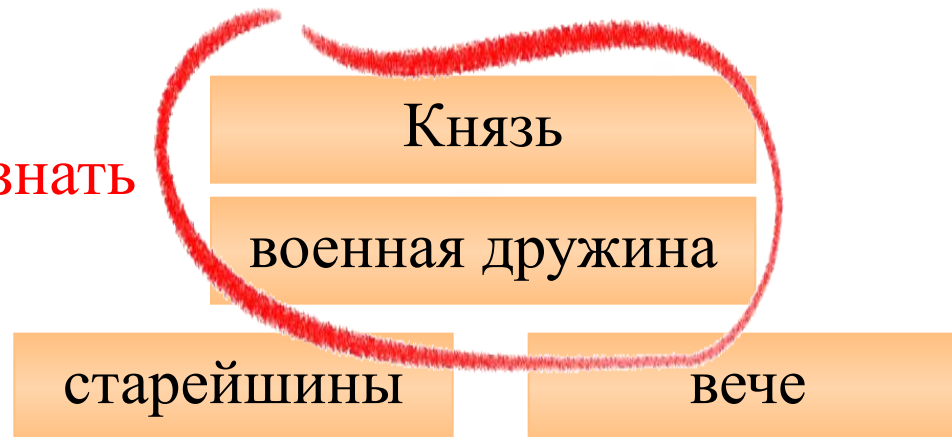 Князь
знать
военная дружина
старейшины
вече